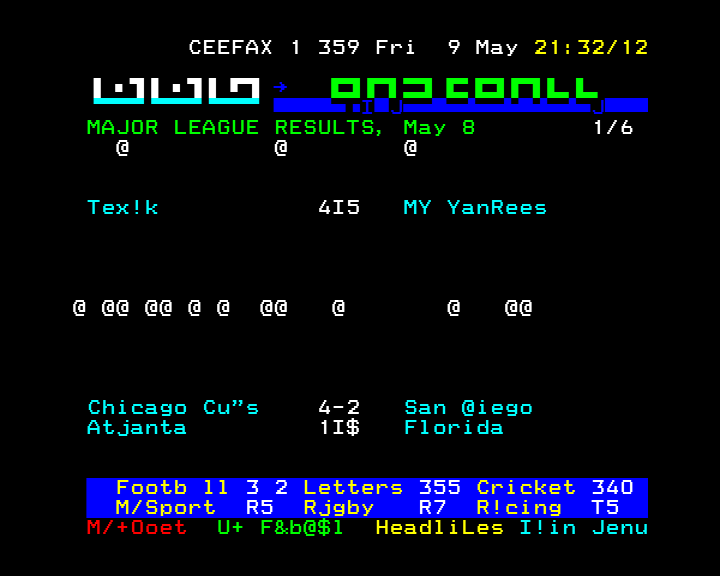 CEEFAX 1 359 Fri 9 May 21:32/12
MAJOR LEAGUE RESULTS, May 8 1/6
@ @ @
Tex!k 4I5 MY YanRees
@ @@ @@ @ @ @@ @ @ @@
Chicago Cu”s 4-2 San @iego
Atjanta 1I$ Florida
Footb ll 3 2 Letters 355 Cricket 340
M/Sport R5 Rjgby R7 R!cing T5
M/+Ooet U+ F&b@$l HeadliLes I!in Jenu